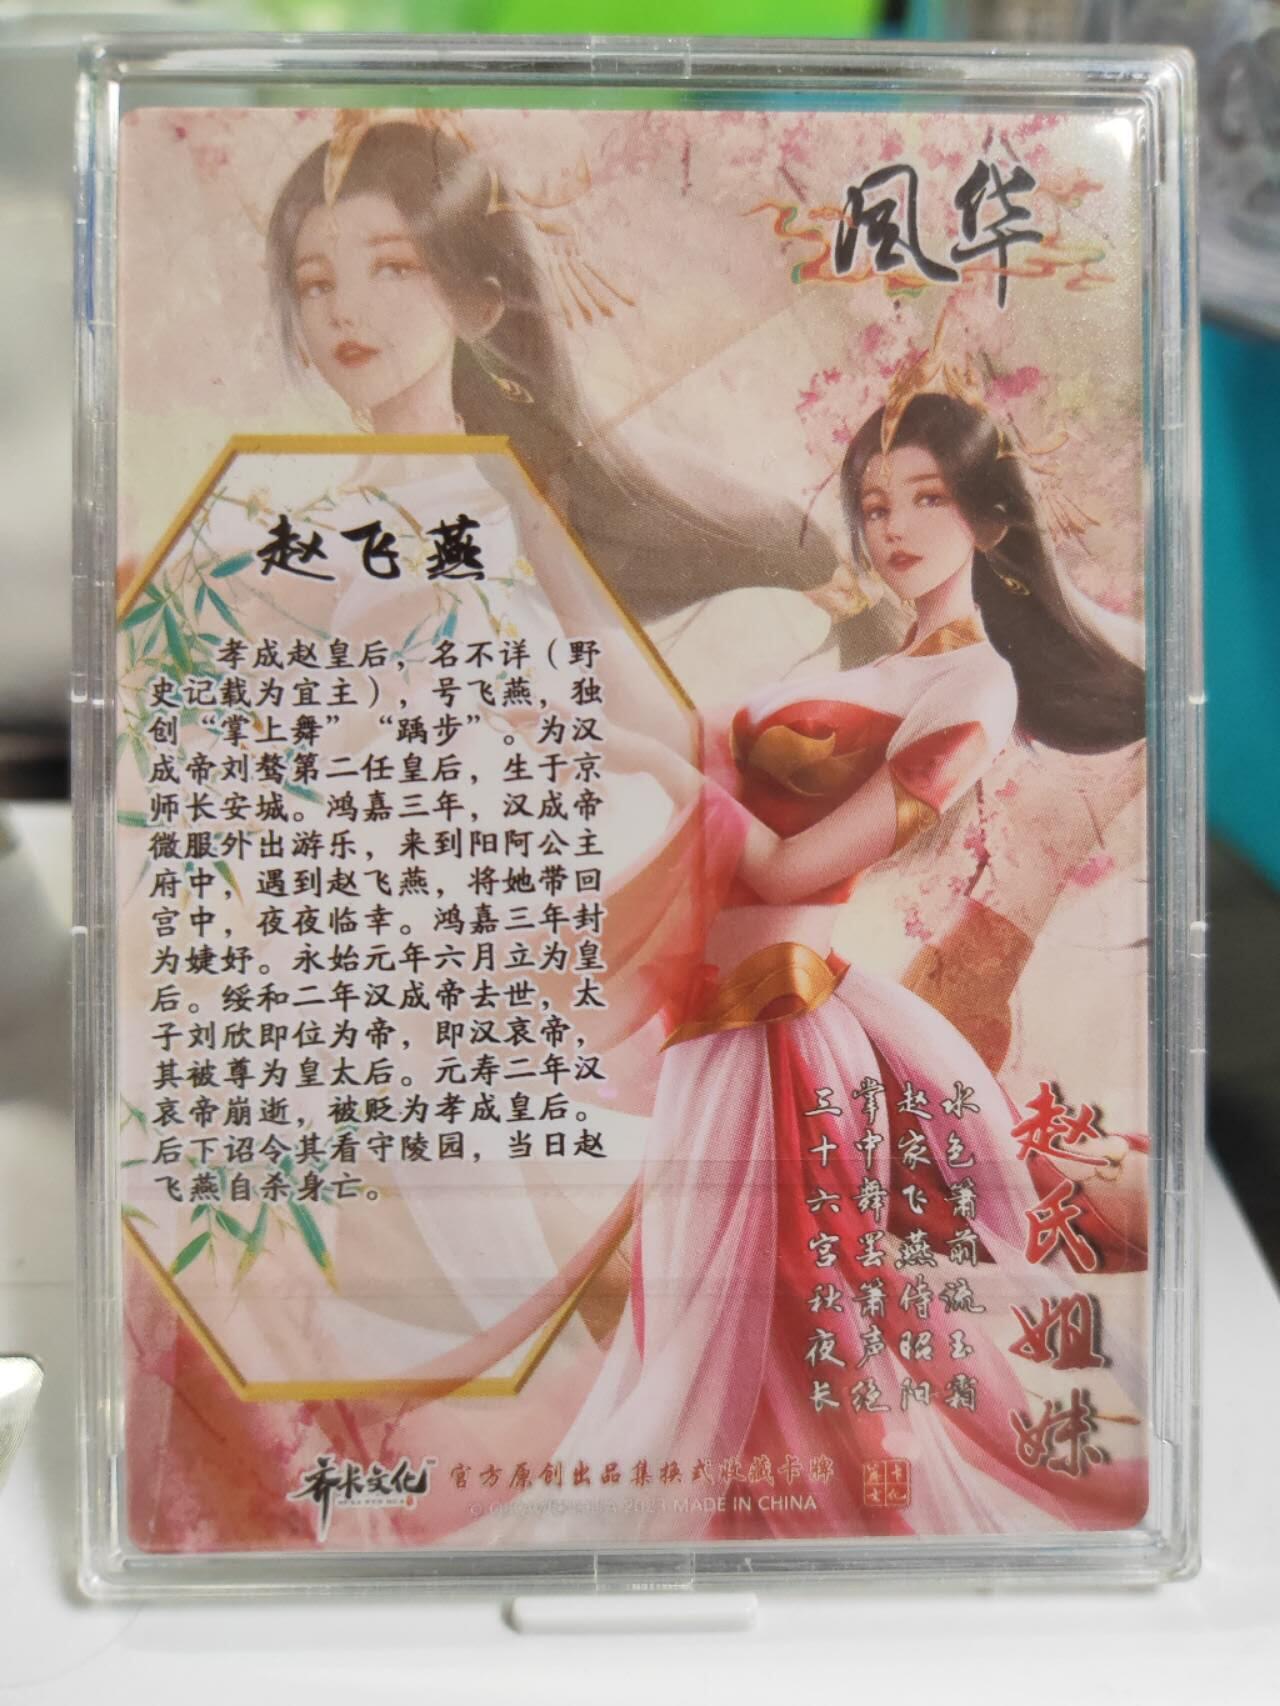 风华
赵飞燕
孝成赵皇后，名不详（野
史记载为宜主），号飞燕，独
创“掌上舞”“踽步”。为汉
成帝刘骜第二任皇后，生于京
师长安城。鸿嘉三年，汉成帝
微服外出游乐，来到阳阿公主
府中，遇到赵飞燕，将她带回
宫中，夜夜临幸。鸿嘉三年封
为婕妤。永始元年六月立为皇
后。绥和二年汉成帝去世，太
子刘欣即位为帝，即汉哀帝，
其被尊为皇太后。元寿二年汉
哀帝崩逝，被贬为孝成皇后。
后下诏令其看守陵园，当日赵
飞燕自杀身亡。
赵氏姐妹
水色箫前流玉霜
赵家飞燕侍昭阳
掌中舞罢箫声绝
三十六宫秋夜长
齐卡文化
官方原创出品集换式收藏卡牌
2023 MADE IN CHINA